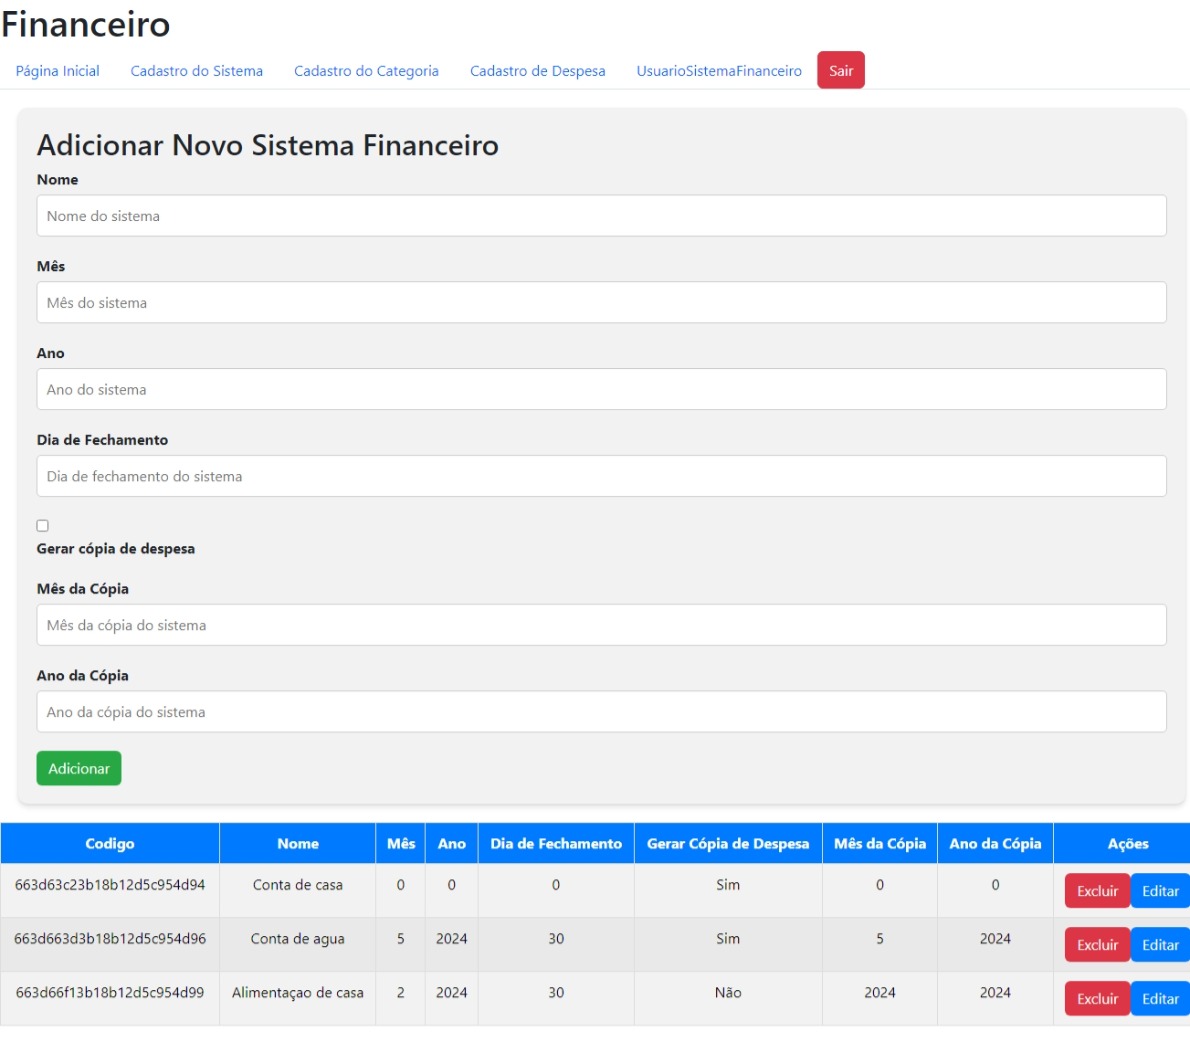 Financeiro
Página Inicial Cadastro do Sistema Cadastro do Categoria Cadastro de Despesa UsuarioSistemaFinanceiro Sair
Adicionar Novo Sistema Financeiro
Nome
Nome do sistema
Mês
Mês do sistema
Ano
Ano do sistema
Dia de Fechamento
Dia de fechamento do sistema
Gerar cópia de despesa
Mês da Cópia
Mês da cópia do sistema
Ano da Cópia
Ano da cópia do sistema
Adicionar
Codigo Nome Mês Ano Dia de Fechamento Gerar Cópia de Despesa Mês da Cópia Ano da Cópia Ações
663d63c23b18b12d5c954d94 Conta de casa 0 0 0 Sim 0 0 Excluir Editar
663d663d3b18b12d5c954d96 Conta de agua 5 2024 30 Sim 5 2024 Excluir Editar
663d66f13b18b12d5c954d99 Alimentaçao de casa 2 2024 30 Não 2024 2024 Excluir Editar